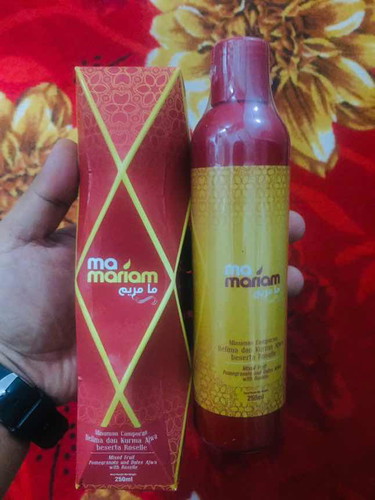 ma
mariam
ما مريم
Minuman Campuran
Delima dan Kurma Ajwa
beserta Roselle
Mixed Fruit
Pomegranate and Dates Ajwa
with Roselle
250ml
ma
mariam
ما مريم
Minuman Campuran
Delima dan Kurma Ajwa
beserta Roselle
Mixed Fruit
Pomegranate and Dates Ajwa
with Roselle
250ml